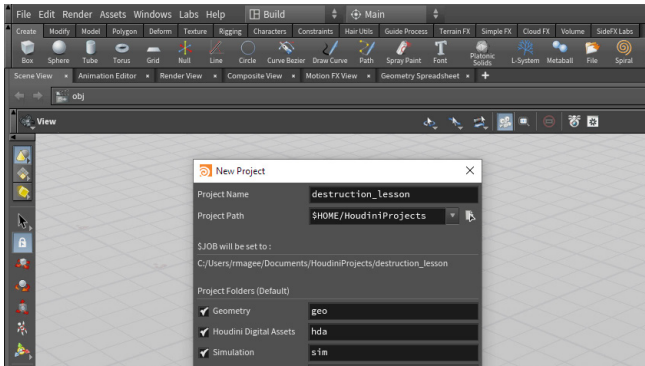 File Edit Render Assets Windows Labs Help Build Main
Create Modify Model Polygon Deform Texture Rigging Characters Constraints Hair Utils Guide Process Terrain FX Simple FX Cloud FX Volume SideFX Labs
Box Sphere Tube Torus Grid Null Line Circle Curve Bezier Draw Curve Path Spray Paint Font Platonic Solids L-System Metaball File Spiral
Scene View Animation Editor Render View Composite View Motion FX View Geometry Spreadsheet
obj
View
New Project
Project Name destruction_lesson
Project Path $HOME/HoudiniProjects
$JOB will be set to :
C:/Users/rmagee/Documents/HoudiniProjects/destruction_lesson
Project Folders (Default)
Geometry geo
Houdini Digital Assets hda
Simulation sim